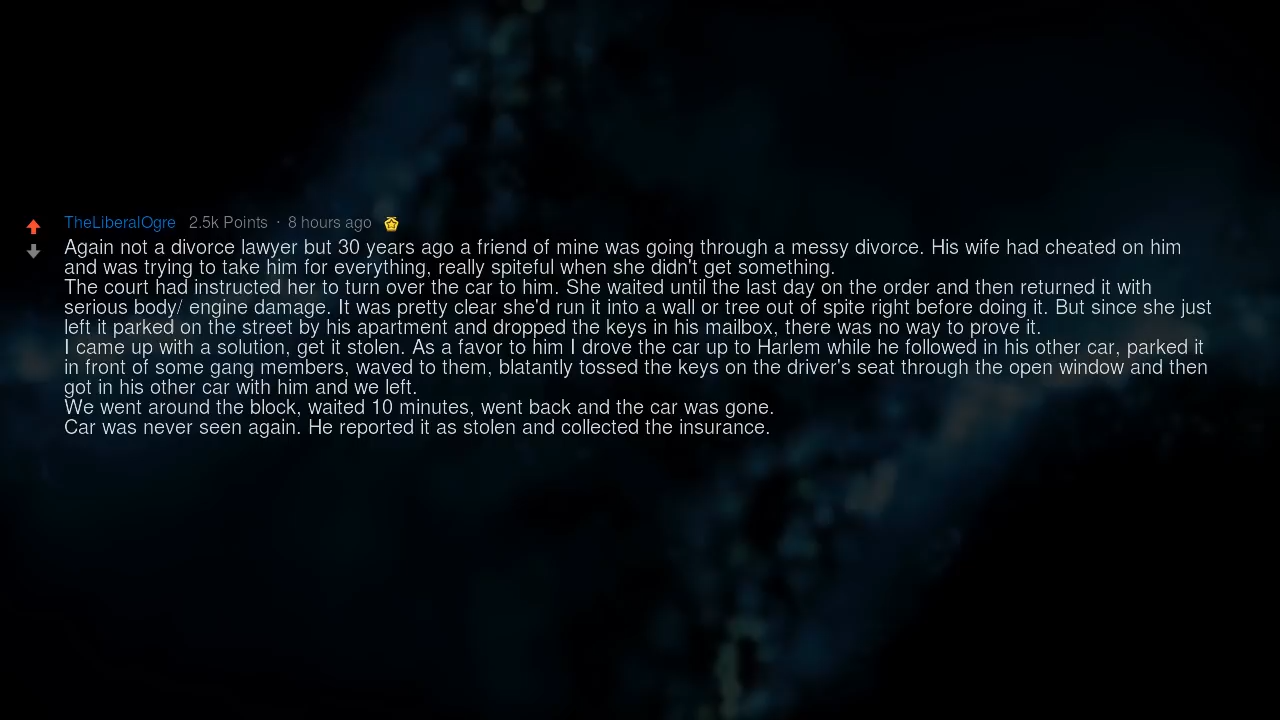 TheLiberalOgre 2.5k Points · 8 hours ago
Again not a divorce lawyer but 30 years ago a friend of mine was going through a messy divorce. His wife had cheated on him
and was trying to take him for everything, really spiteful when she didn't get something.
The court had instructed her to turn over the car to him. She waited until the last day on the order and then returned it with
serious body/ engine damage. It was pretty clear she'd run it into a wall or tree out of spite right before doing it. But since she just
left it parked on the street by his apartment and dropped the keys in his mailbox, there was no way to prove it.
I came up with a solution, get it stolen. As a favor to him I drove the car up to Harlem while he followed in his other car, parked it
in front of some gang members, waved to them, blatantly tossed the keys on the driver's seat through the open window and then
got in his other car with him and we left.
We went around the block, waited 10 minutes, went back and the car was gone.
Car was never seen again. He reported it as stolen and collected the insurance.